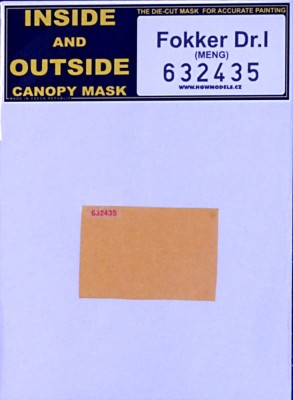 INSIDE
AND
OUTSIDE
CANOPY MASK
MADE IN CZECH REPUBLIC
THE DIE-CUT MASK FOR ACCURATE PAINTING
Fokker Dr.I
(MENG)
632435
WWW.HGWMODELS.CZ
632435